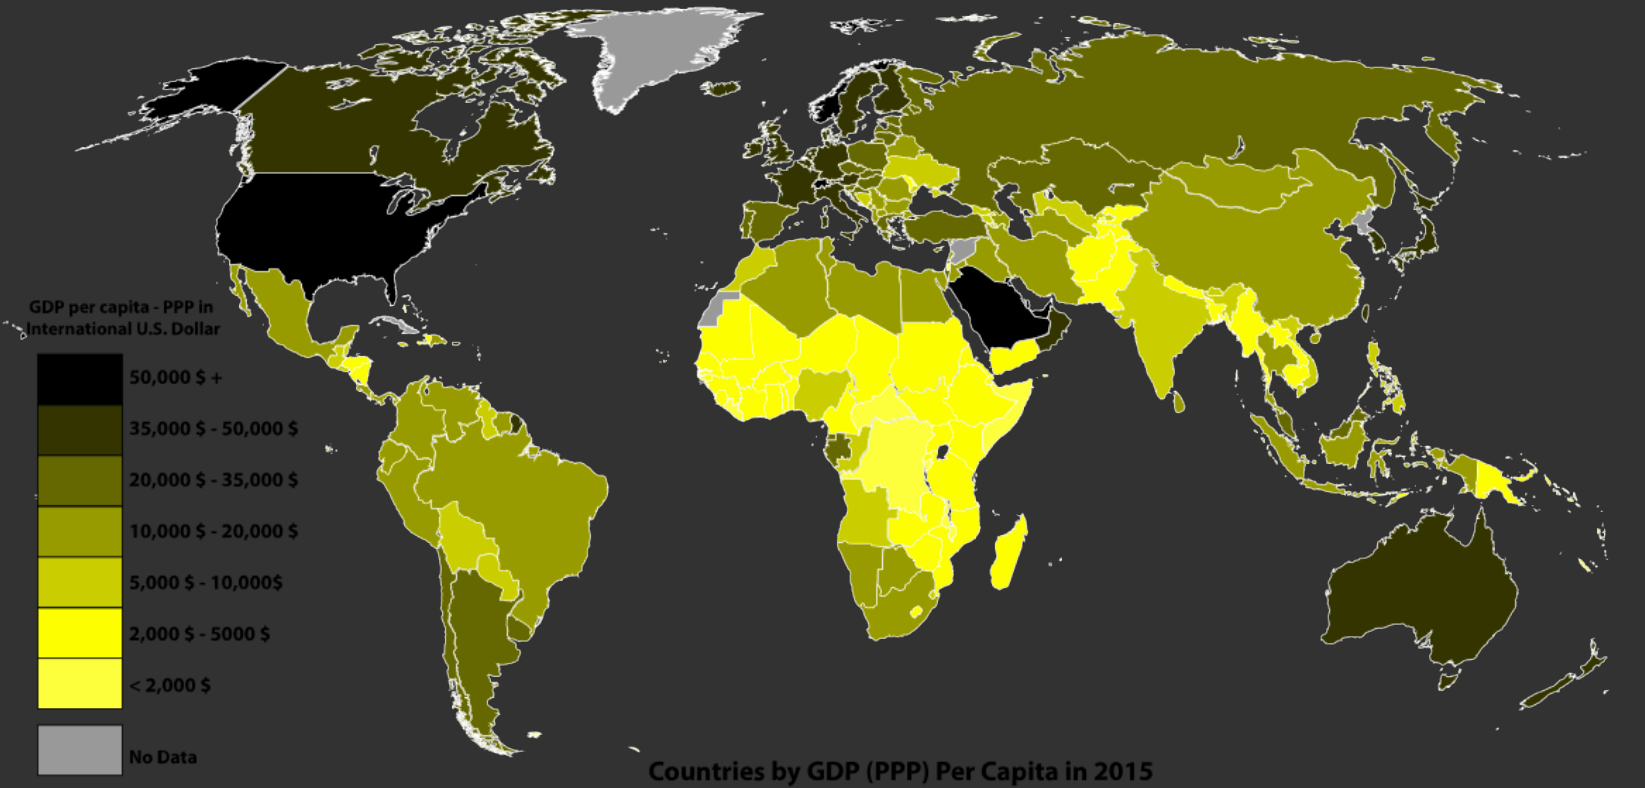 GDP per capita - PPP in
International U.S. Dollar
50,000 $ +
35,000 $ - 50,000 $
20,000 $ - 35,000 $
10,000 $ - 20,000 $
5,000 $ - 10,000$
2,000 $ - 5000 $
< 2,000 $
No Data
Countries by GDP (PPP) Per Capita in 2015